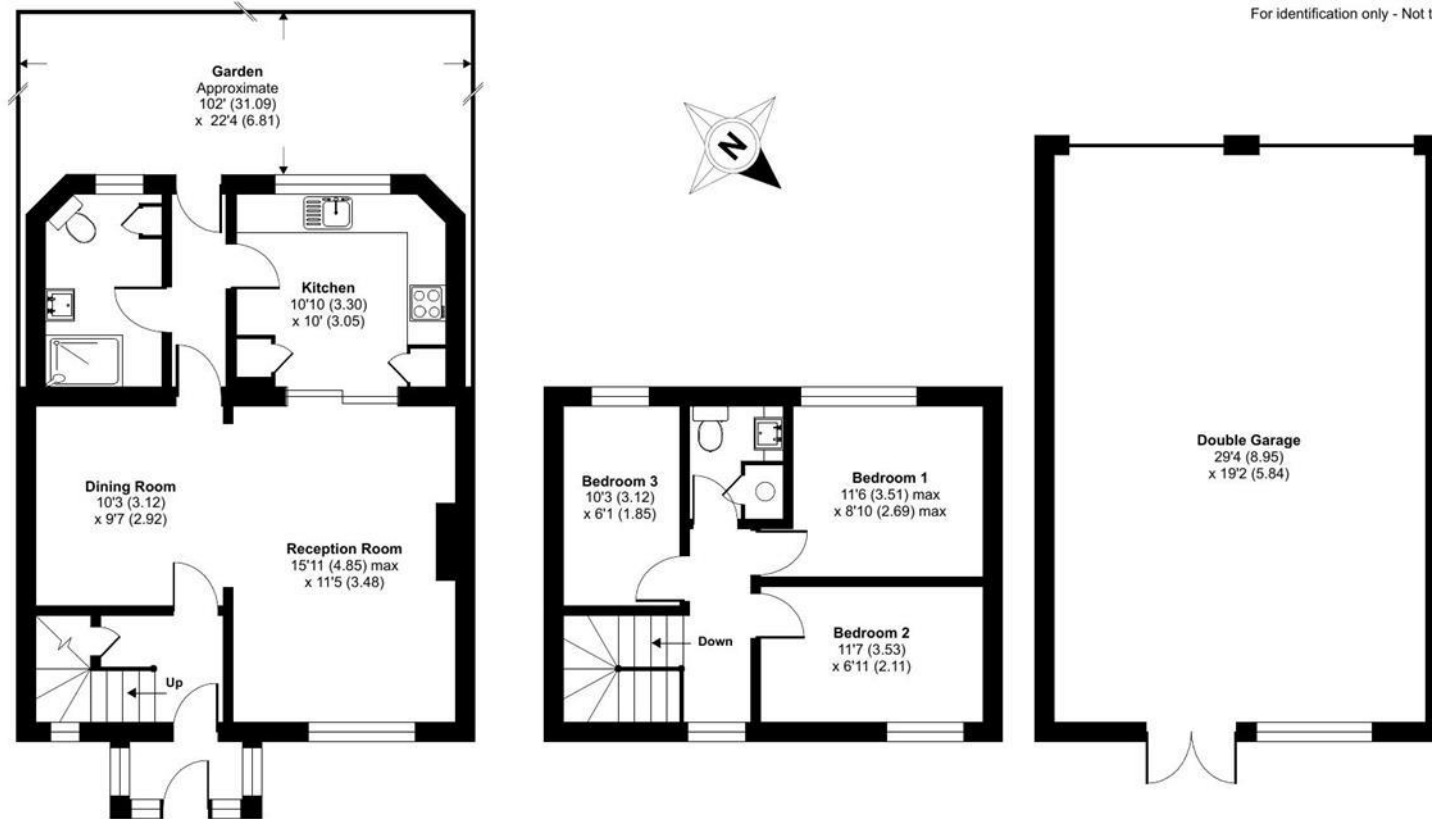 For identification only - Not t
Garden
Approximate
102' (31.09)
x 22'4 (6.81)
N
Kitchen
10'10 (3.30)
x 10' (3.05)
Dining Room
10'3 (3.12)
x 9'7 (2.92)
Reception Room
15'11 (4.85) max
x 11'5 (3.48)
Up
Bedroom 3
10'3 (3.12)
x 6'1 (1.85)
Bedroom 1
11'6 (3.51) max
x 8'10 (2.69) max
Down
Bedroom 2
11'7 (3.53)
x 6'11 (2.11)
Double Garage
29'4 (8.95)
x 19'2 (5.84)